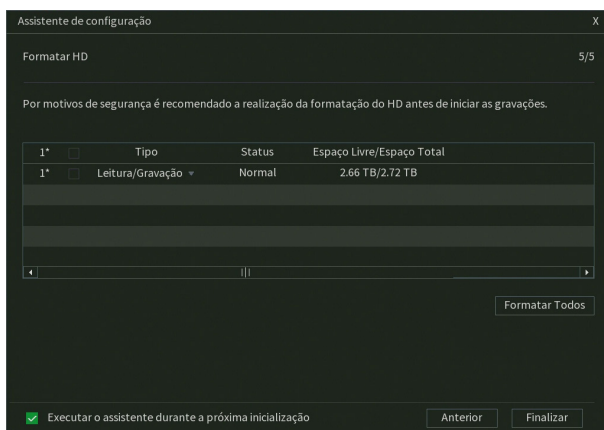 Assistente de configuração X
Formatar HD 5/5
Por motivos de segurança é recomendado a realização da formatação do HD antes de iniciar as gravações.
1* Tipo Status Espaço Livre/Espaço Total
1* Leitura/Gravação Normal 2.66 TB/2.72 TB
Formatar Todos
Executar o assistente durante a próxima inicialização Anterior Finalizar